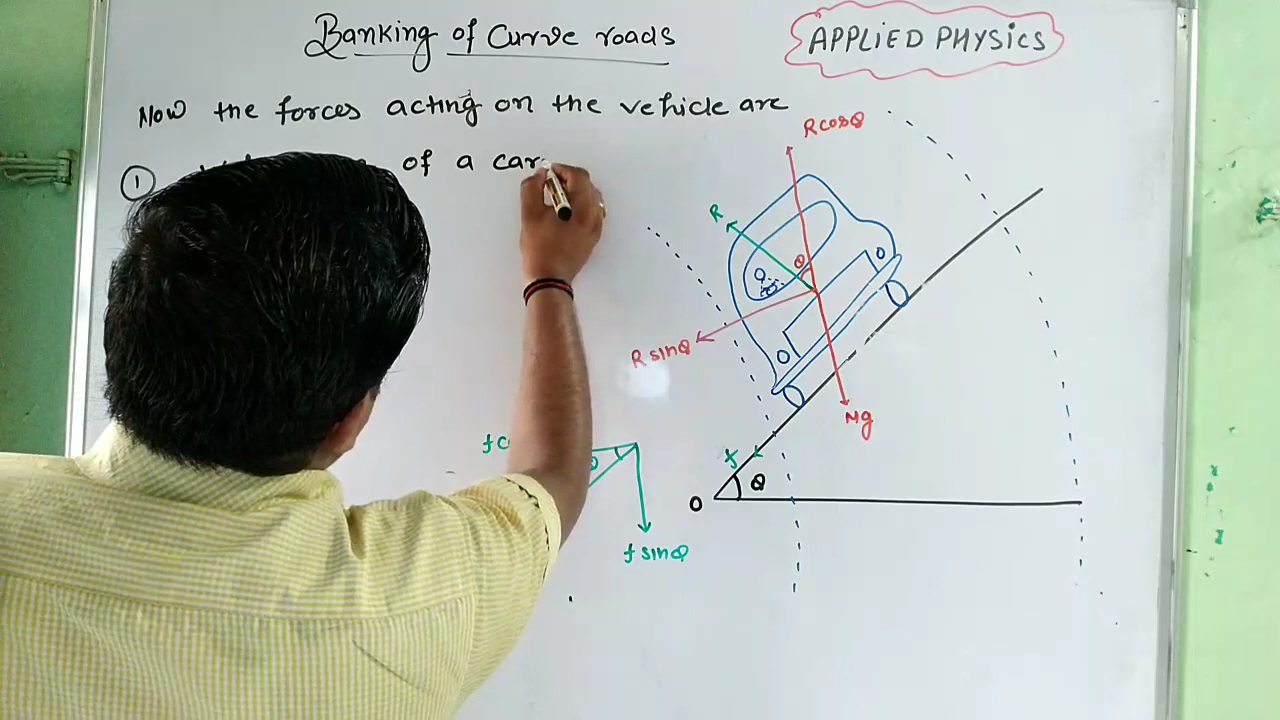 Banking of Curve roads
APPLiED PHYSiCS
Now the forces acting on the vehicle are
① of a car
R cosθ
R
θ
R sinθ
Mg
f
θ
O
θ
f sinθ